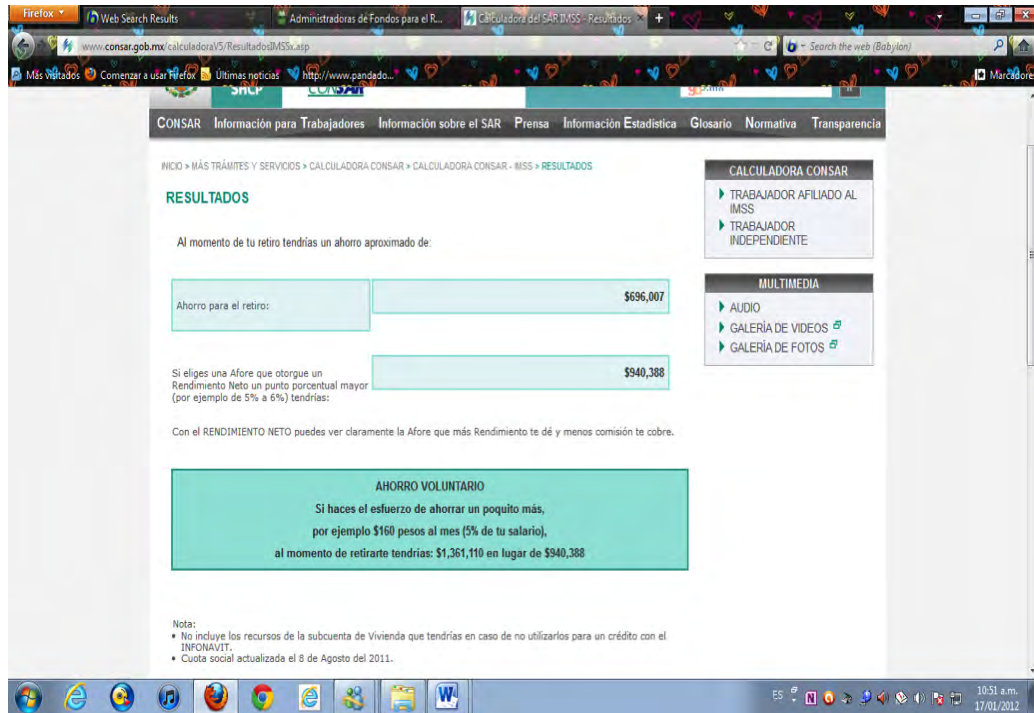 Firefox
Web Search Results
Administradoras de Fondos para el R...
Calculadora del SAR IMSS - Resultados
www.consar.gob.mx/calculadoraV5/ResultadosIMSSx.asp
Search the web (Babylon)
Más visitados
Comenzar a usar Firefox
Últimas noticias
http://www.pandado...
Marcadores
SHCP
CONSAR
CONSAR Información para Trabajadores Información sobre el SAR Prensa Información Estadística Glosario Normativa Transparencia
INICIO > MÁS TRÁMITES Y SERVICIOS > CALCULADORA CONSAR > CALCULADORA CONSAR - IMSS > RESULTADOS
RESULTADOS
Al momento de tu retiro tendrías un ahorro aproximado de:
Ahorro para el retiro:
$696,007
Si eliges una Afore que otorgue un
Rendimiento Neto un punto porcentual mayor
(por ejemplo de 5% a 6%) tendrías:
$940,388
Con el RENDIMIENTO NETO puedes ver claramente la Afore que más Rendimiento te dé y menos comisión te cobre.
AHORRO VOLUNTARIO
Si haces el esfuerzo de ahorrar un poquito más,
por ejemplo $160 pesos al mes (5% de tu salario),
al momento de retirarte tendrías: $1,361,110 en lugar de $940,388
Nota:
• No incluye los recursos de la subcuenta de Vivienda que tendrías en caso de no utilizarlos para un crédito con el
INFONAVIT.
• Cuota social actualizada el 8 de Agosto del 2011.
CALCULADORA CONSAR
TRABAJADOR AFILIADO AL
IMSS
TRABAJADOR
INDEPENDIENTE
MULTIMEDIA
AUDIO
GALERÍA DE VIDEOS
GALERÍA DE FOTOS
ES
10:51 a.m.
17/01/2012